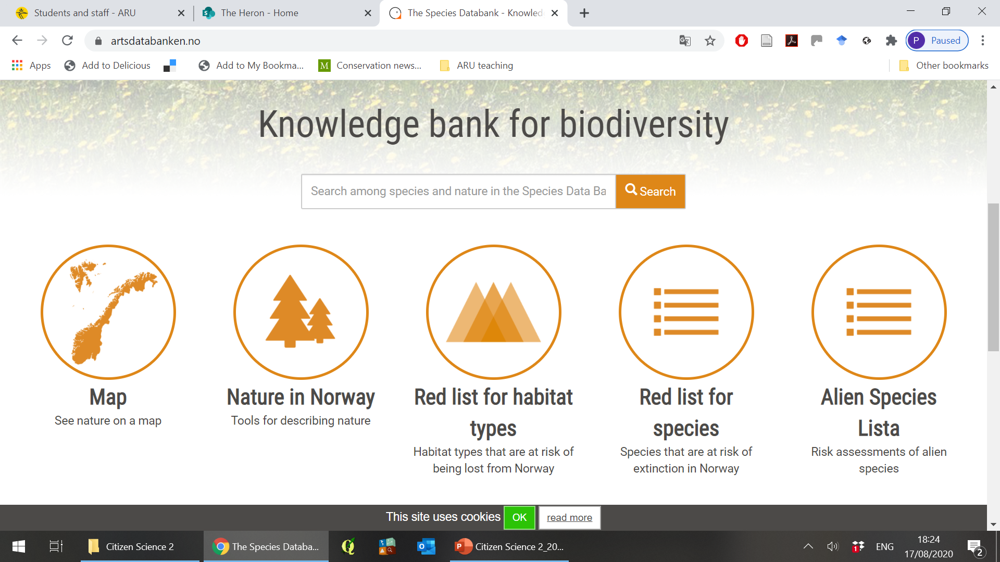 Students and staff - ARU
The Heron - Home
The Species Databank - Knowled
artsdatabanken.no
P Paused
Apps
Add to Delicious
Add to My Bookma...
M Conservation news...
ARU teaching
Other bookmarks
Knowledge bank for biodiversity
Search among species and nature in the Species Data Ba
Search
Map
See nature on a map
Nature in Norway
Tools for describing nature
Red list for habitat
types
Habitat types that are at risk of
being lost from Norway
Red list for
species
Species that are at risk of
extinction in Norway
Alien Species
Lista
Risk assessments of alien
species
This site uses cookies OK read more
Citizen Science 2
The Species Databa...
Citizen Science 2_20...
1
ENG
18:24
17/08/2020
2